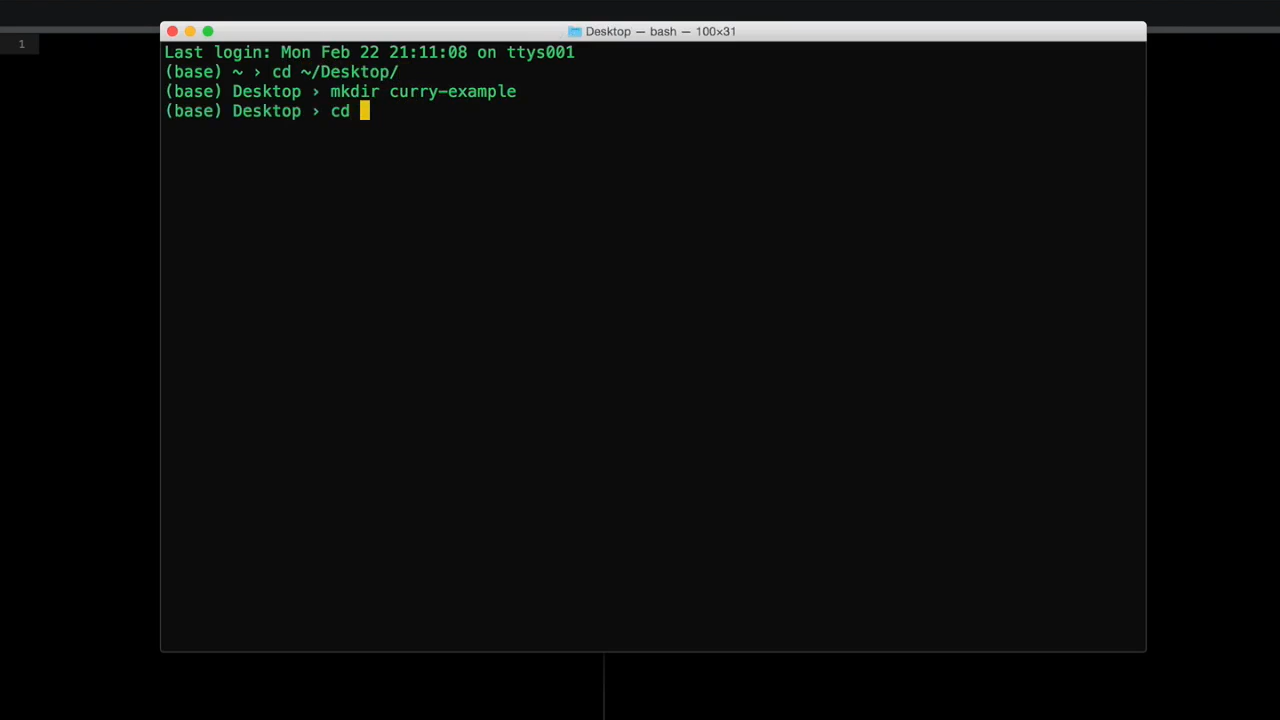 1
Desktop — bash — 100×31
Last login: Mon Feb 22 21:11:08 on ttys001
(base) ~ › cd ~/Desktop/
(base) Desktop › mkdir curry-example
(base) Desktop › cd